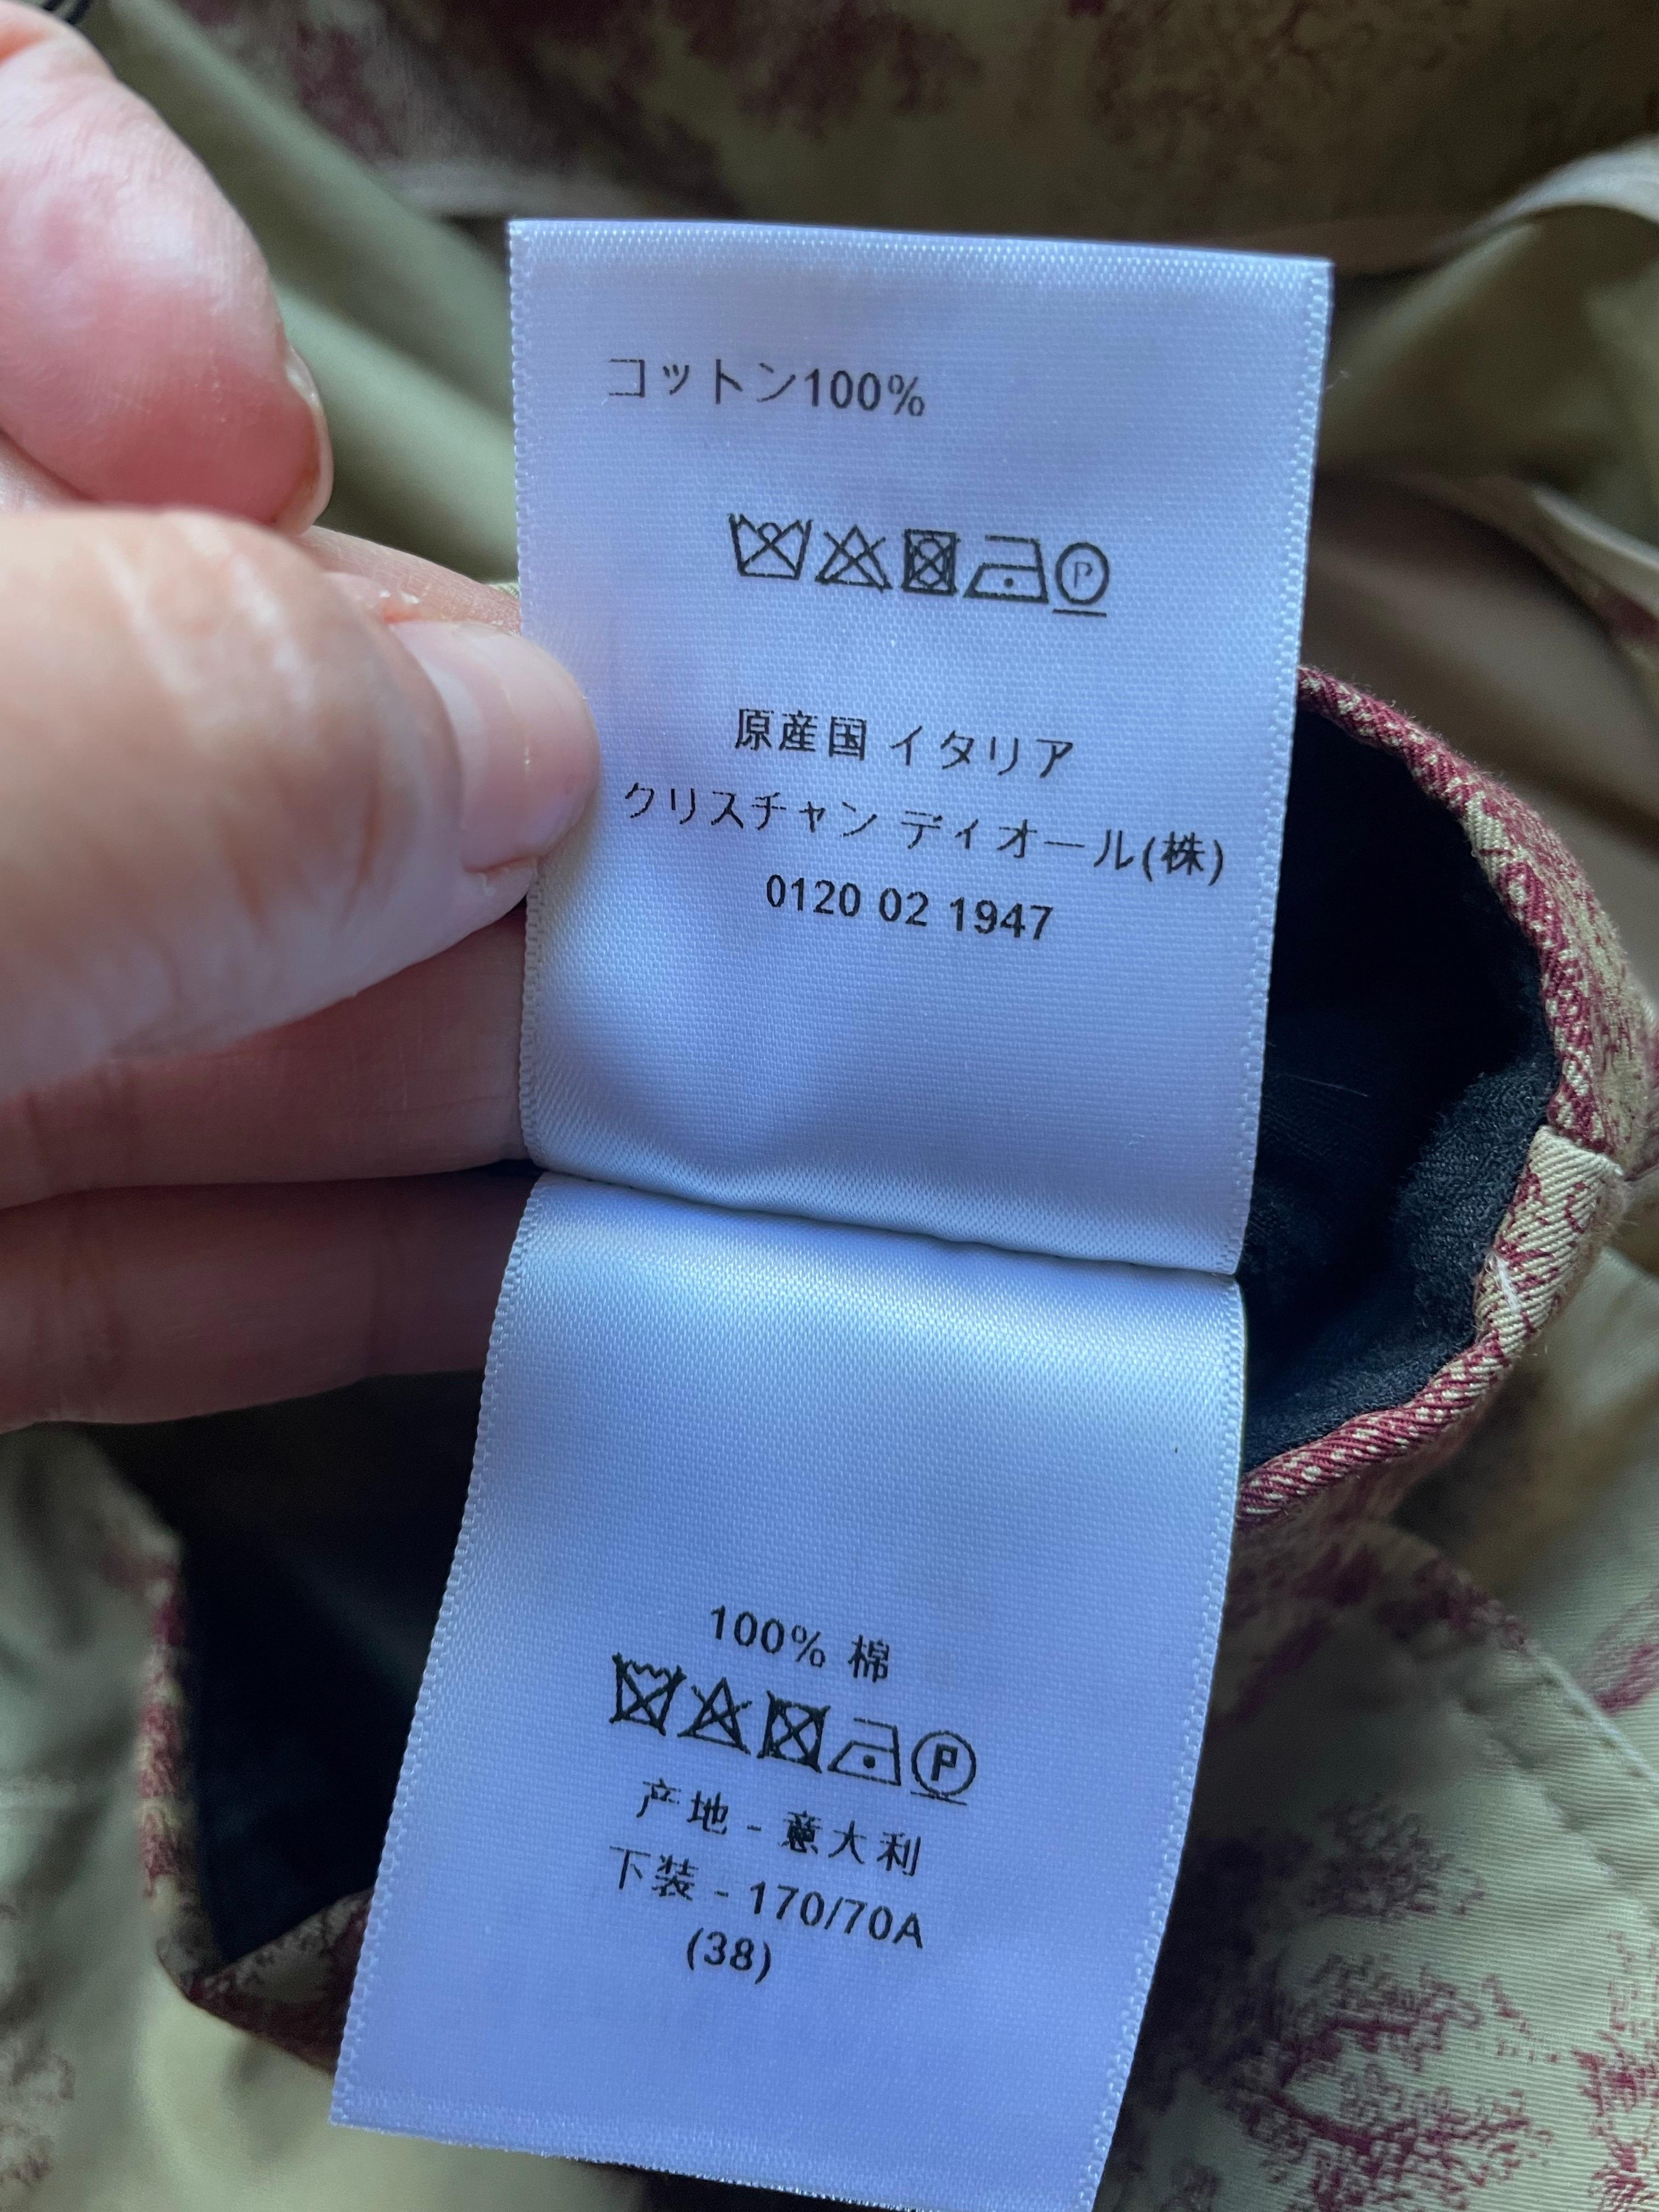 コットン100%
P
原産国 イタリア
クリスチャン ディオール(株)
0120 02 1947
100% 棉
P
产地 - 意大利
下装 - 170/70A
(38)